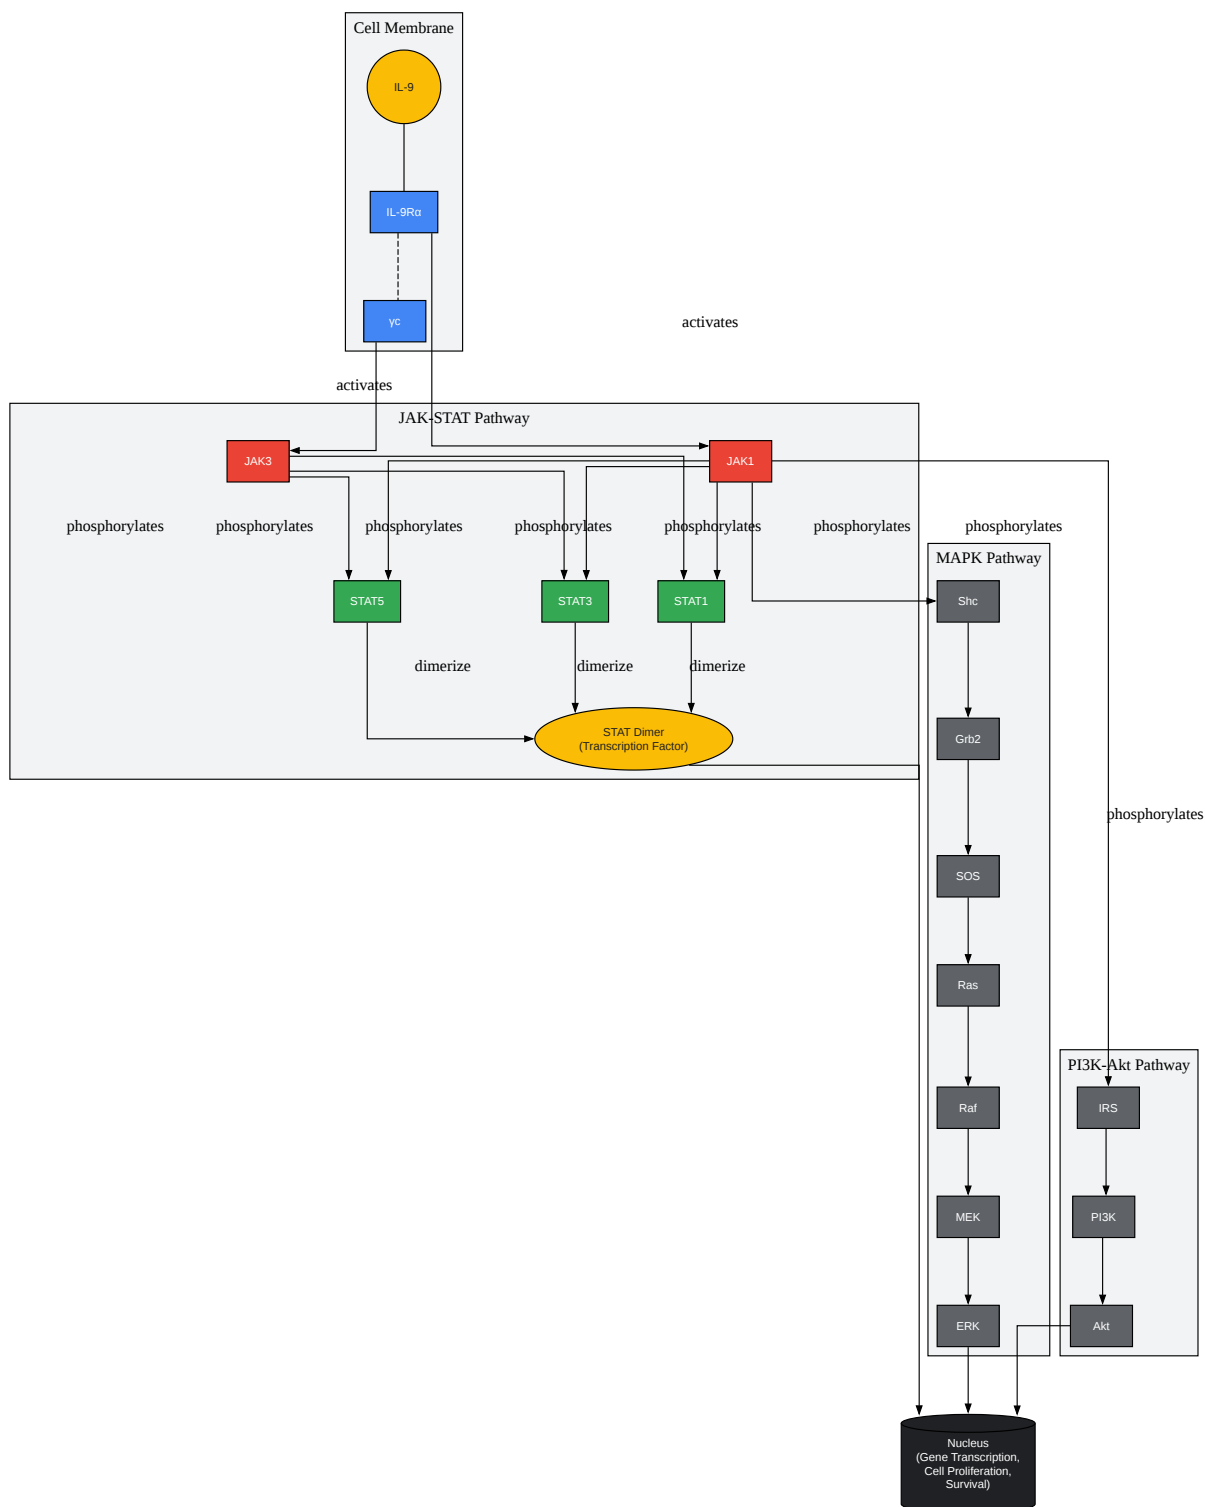 Cell Membrane
IL-9
IL-9Rα
γc
activates
activates
JAK-STAT Pathway
JAK3
JAK1
phosphorylates
phosphorylates
phosphorylates
phosphorylates
phosphorylates
phosphorylates
phosphorylates
MAPK Pathway
STAT5
STAT3
STAT1
Shc
dimerize
dimerize
dimerize
STAT Dimer
(Transcription Factor)
Grb2
phosphorylates
SOS
Ras
PI3K-Akt Pathway
Raf
IRS
MEK
PI3K
ERK
Akt
Nucleus
(Gene Transcription,
Cell Proliferation,
Survival)